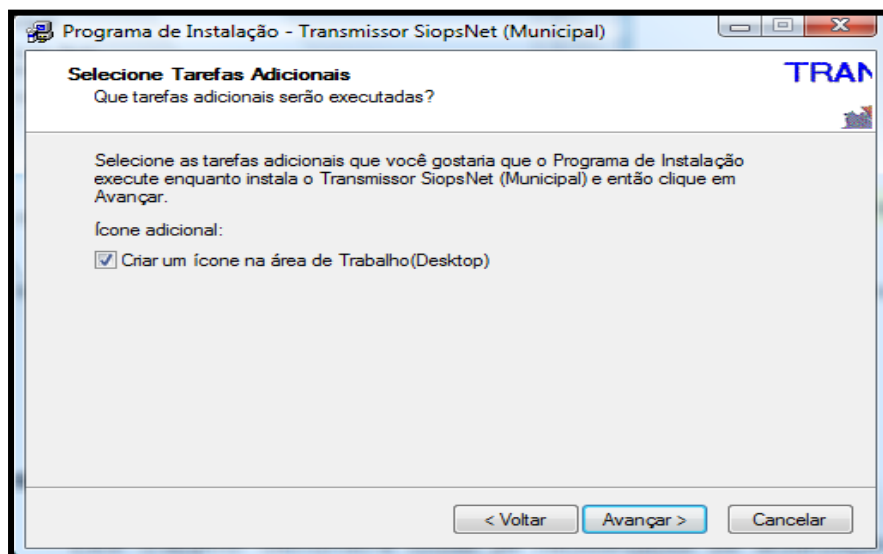 Programa de Instalação - Transmissor SiopsNet (Municipal)
Selecione Tarefas Adicionais
Que tarefas adicionais serão executadas?
TRAN
Selecione as tarefas adicionais que você gostaria que o Programa de Instalação
execute enquanto instala o Transmissor SiopsNet (Municipal) e então clique em
Avançar.
Ícone adicional:
Criar um ícone na área de Trabalho(Desktop)
< Voltar
Avançar >
Cancelar